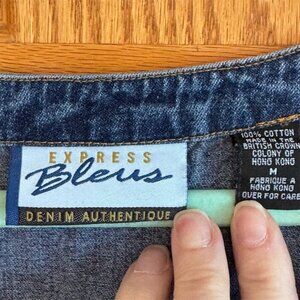 EXPRESS
Bleus
DENIM AUTHENTIQUE
100% COTTON
MADE IN THE
BRITISH CROWN
COLONY OF
HONG KONG
M
FABRIQUE A
HONG KONG
OVER FOR CARE